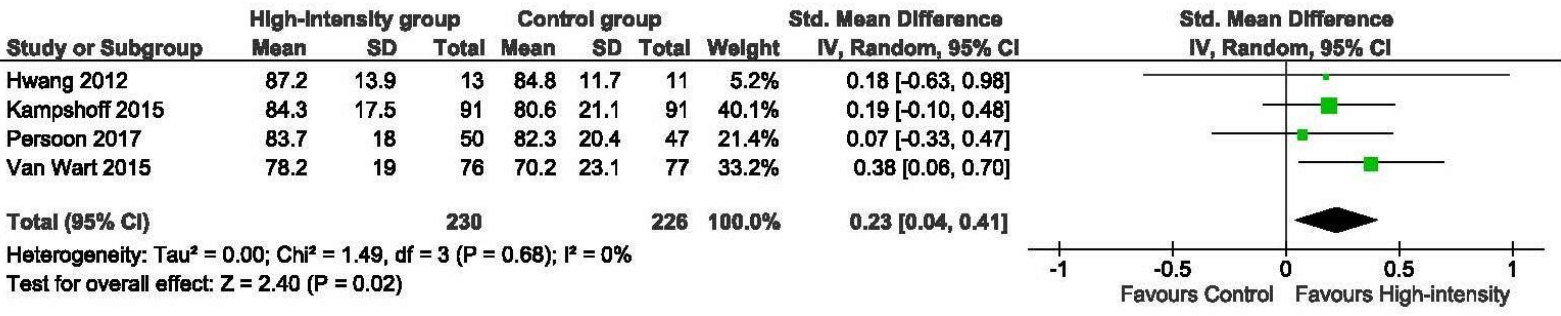 High-intensity group Control group Std. Mean Difference Std. Mean Difference
Study or Subgroup Mean SD Total Mean SD Total Weight IV, Random, 95% CI IV, Random, 95% CI
Hwang 2012 87.2 13.9 13 84.8 11.7 11 5.2% 0.18 [-0.63, 0.98]
Kampshoff 2015 84.3 17.5 91 80.6 21.1 91 40.1% 0.19 [-0.10, 0.48]
Persoon 2017 83.7 18 50 82.3 20.4 47 21.4% 0.07 [-0.33, 0.47]
Van Wart 2015 78.2 19 76 70.2 23.1 77 33.2% 0.38 [0.06, 0.70]
Total (95% CI) 230 226 100.0% 0.23 [0.04, 0.41]
Heterogeneity: Tau² = 0.00; Chi² = 1.49, df = 3 (P = 0.68); I² = 0%
Test for overall effect: Z = 2.40 (P = 0.02)
-1 -0.5 0 0.5 1
Favours Control Favours High-intensity